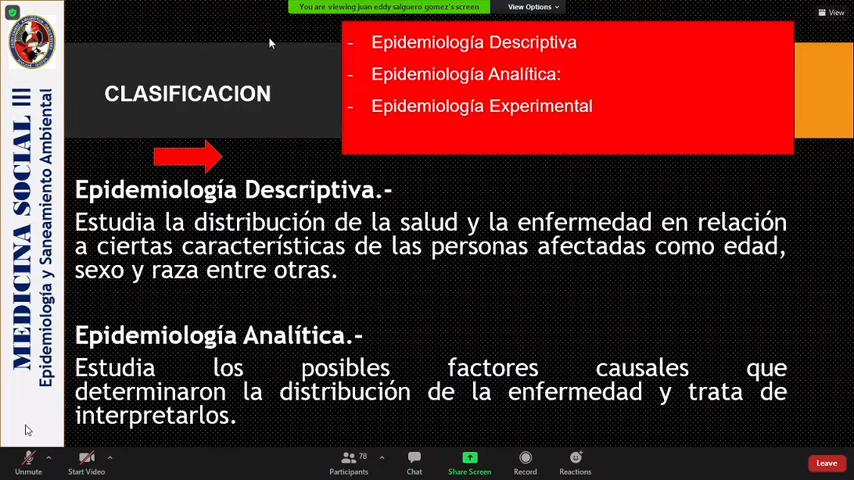 You are viewing juan eddy salguero gomez's screen
View Options
View
CLASIFICACION
- Epidemiología Descriptiva
- Epidemiología Analítica:
- Epidemiología Experimental
MEDICINA SOCIAL III
Epidemiología y Saneamiento Ambiental
Epidemiología Descriptiva.-
Estudia la distribución de la salud y la enfermedad en relación
a ciertas características de las personas afectadas como edad,
sexo y raza entre otras.
Epidemiología Analítica.-
Estudia los posibles factores causales que
determinaron la distribución de la enfermedad y trata de
interpretarlos.
Unmute
Start Video
78
Participants
Chat
Share Screen
Record
Reactions
Leave